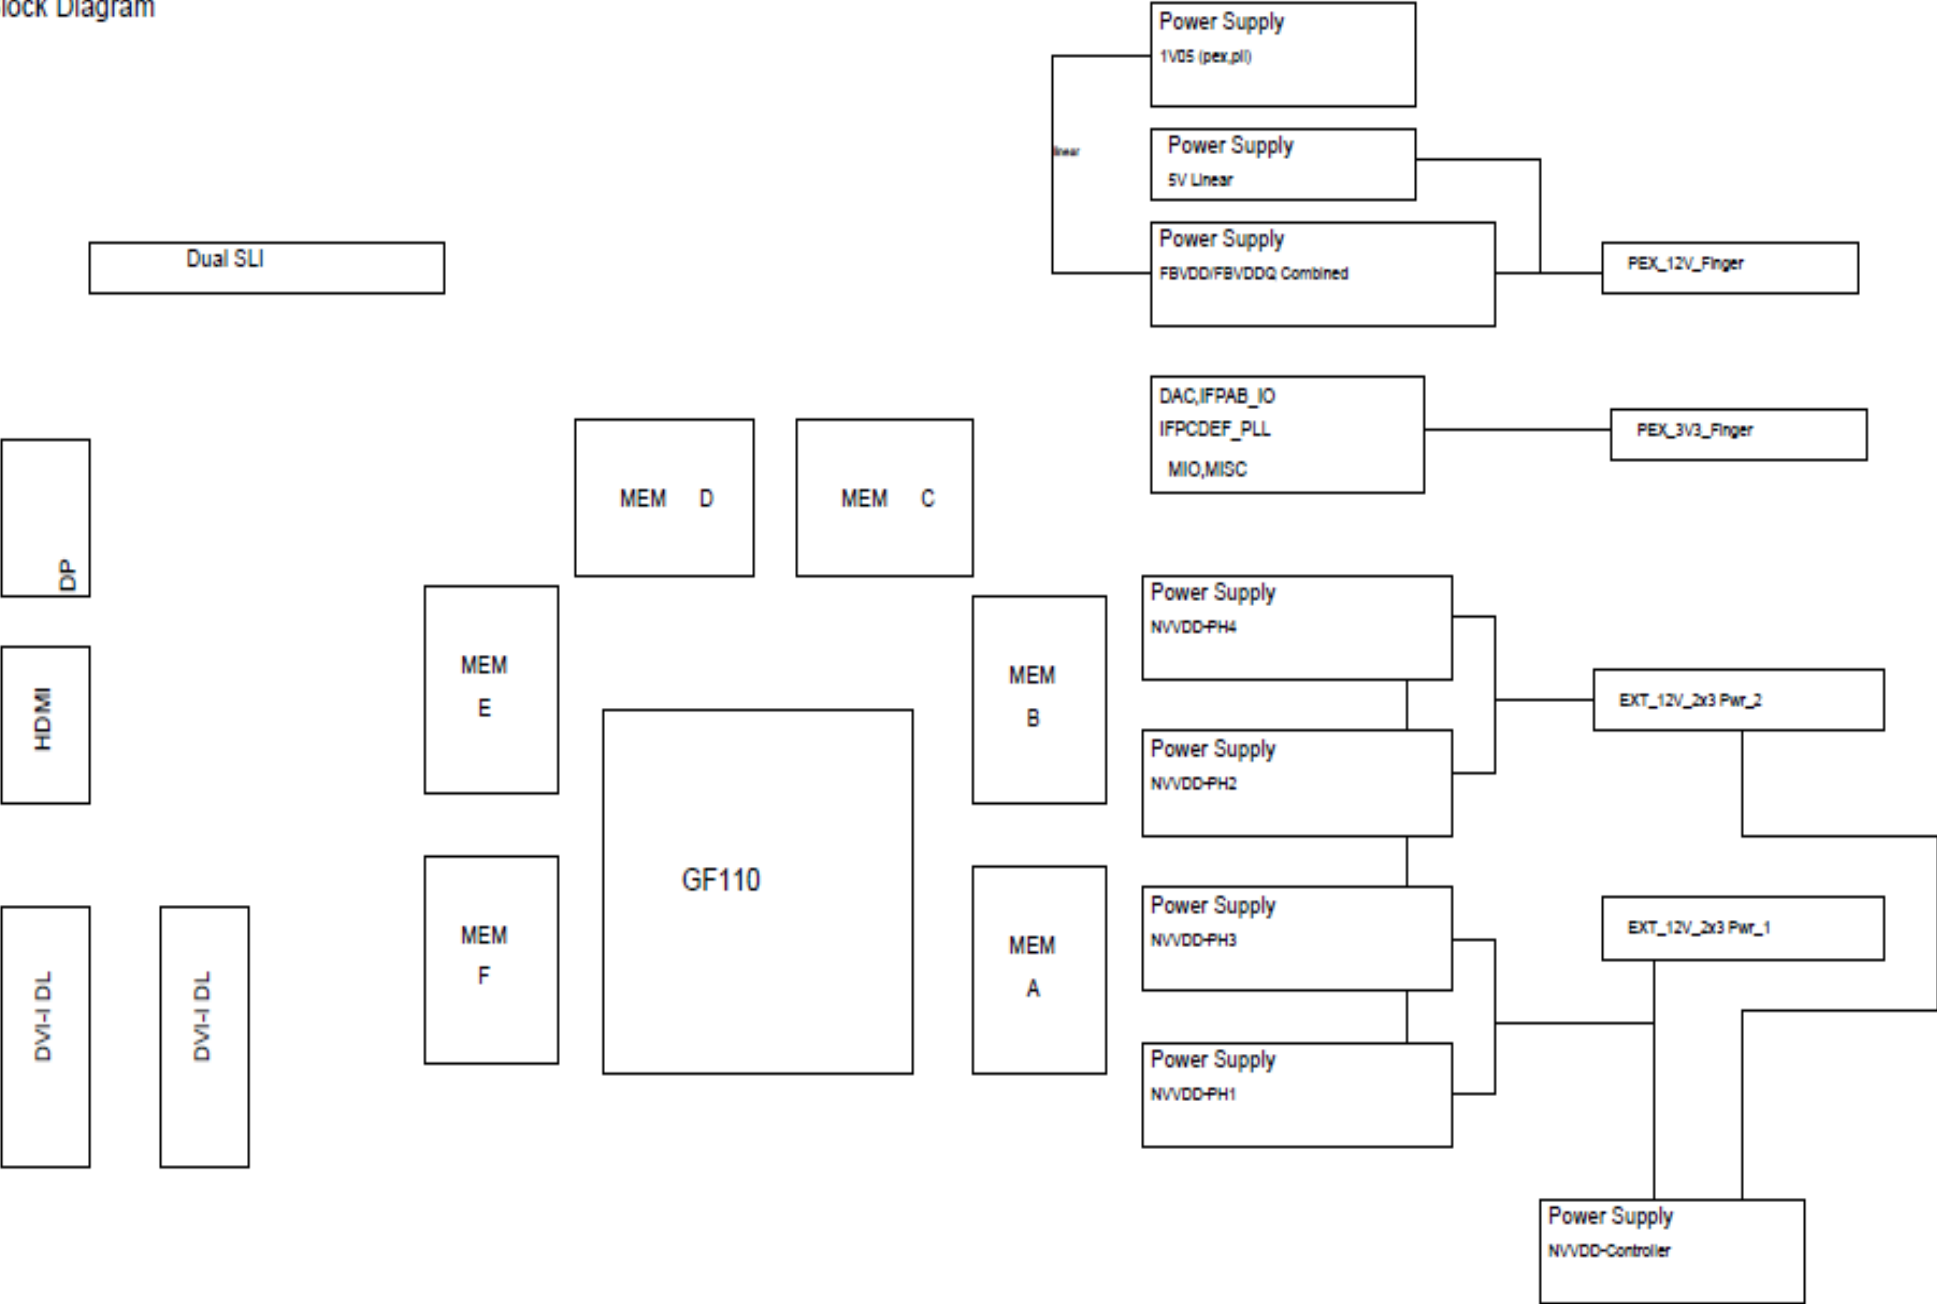 lock Diagram
Power Supply
1V05 (pex,pll)
linear
Power Supply
5V Linear
Power Supply
FBVDD/FBVDDQ Combined
PEX_12V_Finger
Dual SLI
DAC,IFPAB_IO
IFPCDEF_PLL
MIO,MISC
PEX_3V3_Finger
DP
MEM D
MEM C
HDMI
MEM
E
MEM
B
Power Supply
NVVDD-PH4
EXT_12V_2x3 Pwr_2
Power Supply
NVVDD-PH2
GF110
MEM
F
MEM
A
Power Supply
NVVDD-PH3
EXT_12V_2x3 Pwr_1
DVI-I DL
DVI-I DL
Power Supply
NVVDD-PH1
Power Supply
NVVDD-Controller